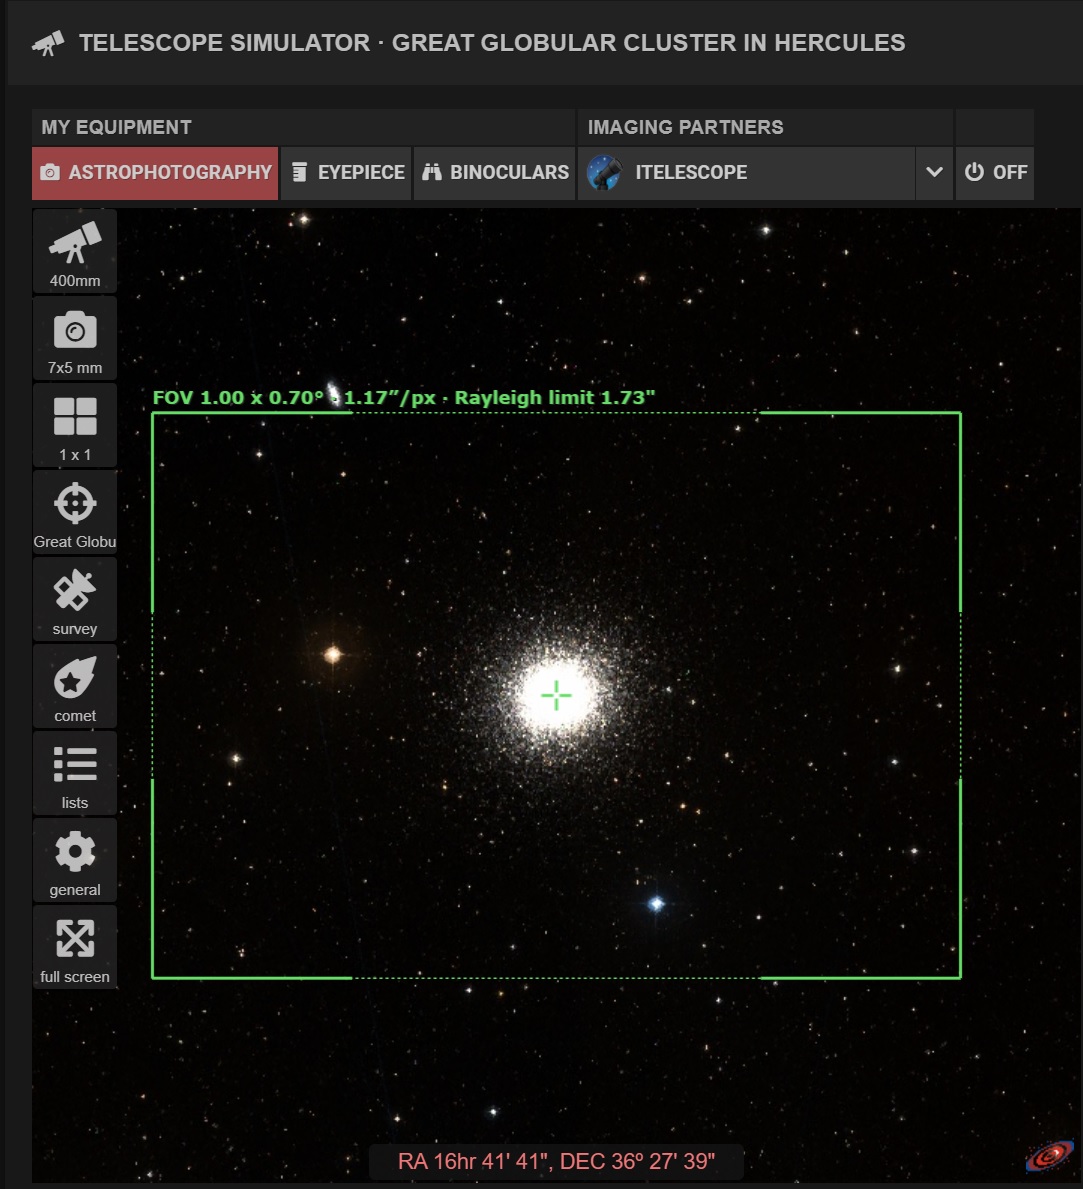 TELESCOPE SIMULATOR · GREAT GLOBULAR CLUSTER IN HERCULES
MY EQUIPMENT
IMAGING PARTNERS
ASTROPHOTOGRAPHY
EYEPIECE
BINOCULARS
ITELESCOPE
OFF
400mm
7x5 mm
1 x 1
Great Globu
survey
comet
lists
general
full screen
FOV 1.00 x 0.70° · 1.17”/px · Rayleigh limit 1.73"
RA 16hr 41' 41", DEC 36º 27' 39"